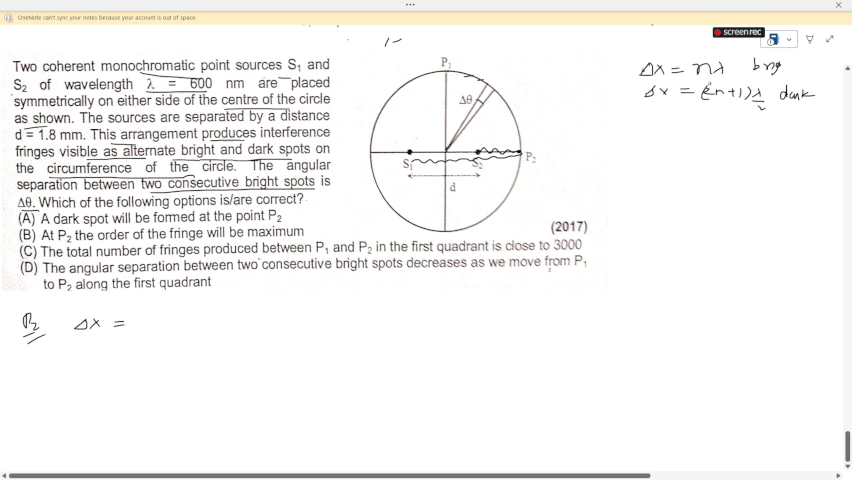 OneNote can't sync your notes because your account is out of space.
screen rec
Two coherent monochromatic point sources S₁ and
S₂ of wavelength λ = 600 nm are placed
symmetrically on either side of the centre of the circle
as shown. The sources are separated by a distance
d = 1.8 mm. This arrangement produces interference
fringes visible as alternate bright and dark spots on
the circumference of the circle. The angular
separation between two consecutive bright spots is
Δθ. Which of the following options is/are correct?
(A) A dark spot will be formed at the point P₂
(B) At P₂ the order of the fringe will be maximum
(2017)
(C) The total number of fringes produced between P₁ and P₂ in the first quadrant is close to 3000
(D) The angular separation between two consecutive bright spots decreases as we move from P₁
to P₂ along the first quadrant
P₁
Δθ
S₁ S₂ P₂
d
Δx = nλ
Δx = (2n+1) λ/2 dark
P₂ Δx =